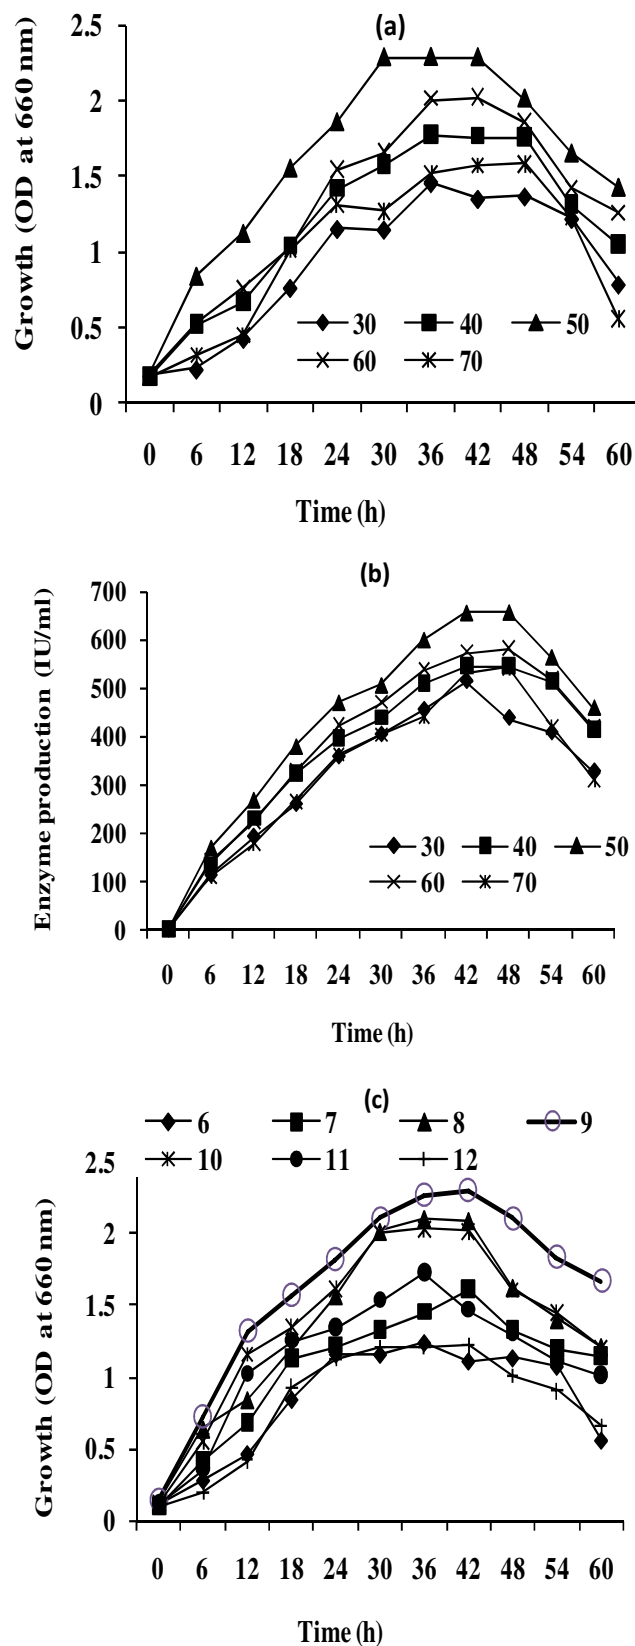 (a)
Growth (OD at 660 nm)
2.5
2
1.5
1
0.5
0
30 40 50
60 70
0 6 12 18 24 30 36 42 48 54 60
Time (h)
(b)
Enzyme production (IU/ml)
700
600
500
400
300
200
100
0
30 40 50
60 70
0 6 12 18 24 30 36 42 48 54 60
Time (h)
(c)
6 7 8 9
10 11 12
Growth (OD at 660 nm)
2.5
2
1.5
1
0.5
0
0 6 12 18 24 30 36 42 48 54 60
Time (h)